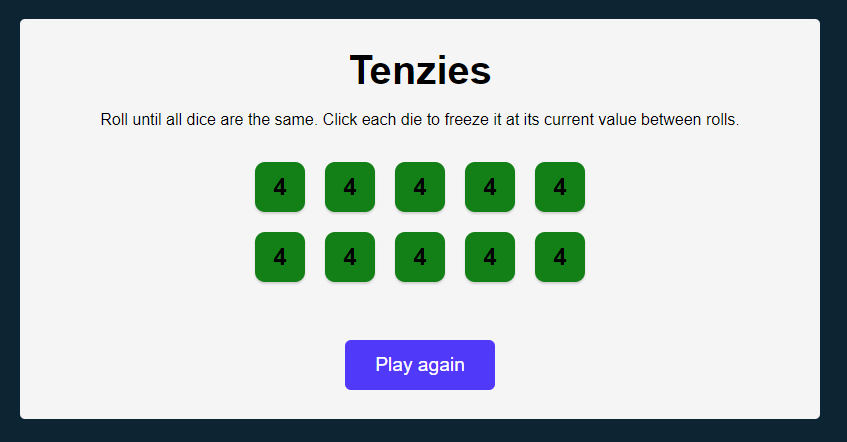 Tenzies
Roll until all dice are the same. Click each die to freeze it at its current value between rolls.
4 4 4 4 4
4 4 4 4 4
Play again